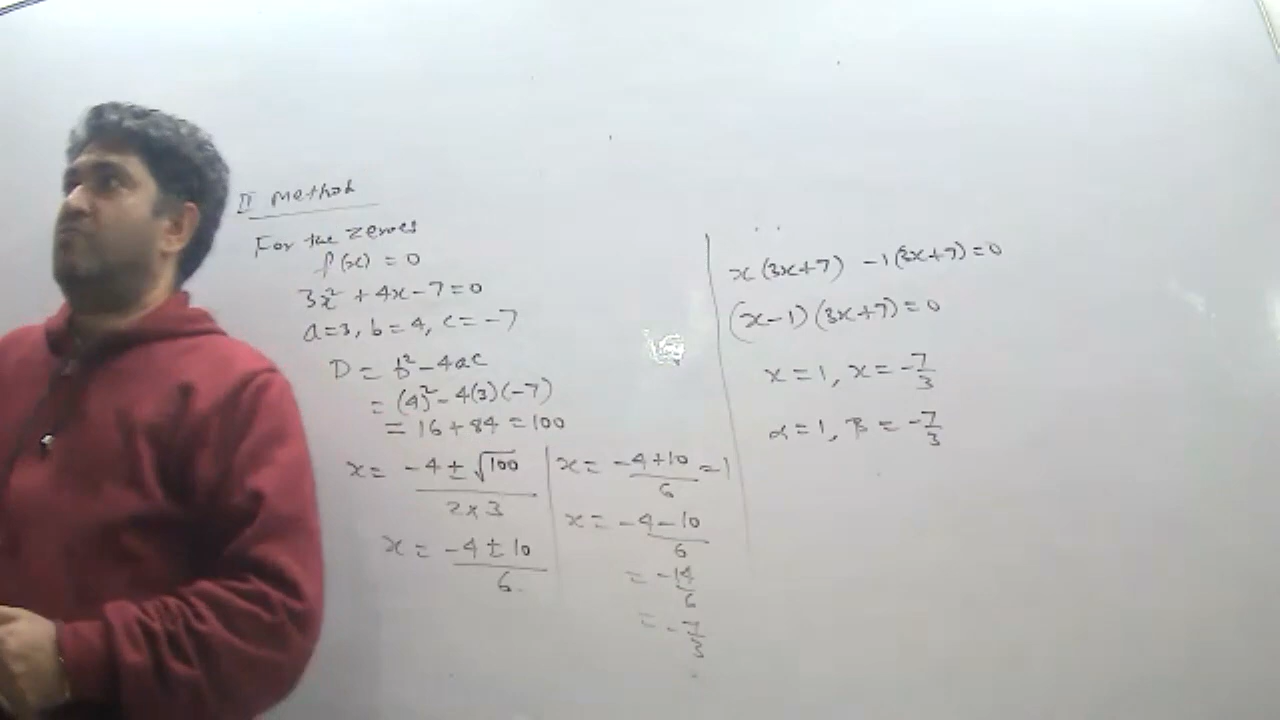 II Method
For the zeroes
f(x) = 0
3x² + 4x - 7 = 0
a=3, b=4, c=-7
D = b² - 4ac
= (4)² - 4(3)(-7)
= 16 + 84 = 100
x = (-4 ± √100)/(2×3)
x = (-4 ± 10)/6
x = (-4+10)/6 = 1
x = (-4-10)/6
= -14/6
= -7/3
x(3x+7) -1(3x+7)=0
(x-1)(3x+7)=0
x=1, x=-7/3
α=1, β=-7/3